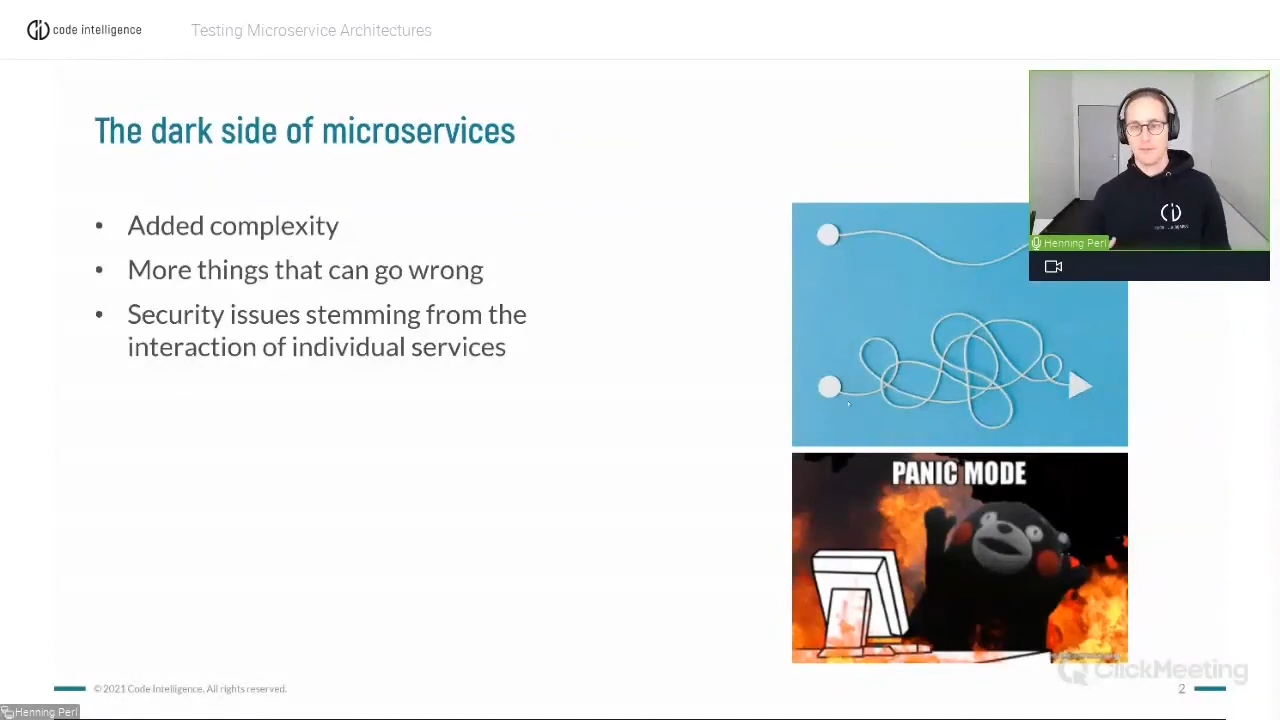 code intelligence
Testing Microservice Architectures
The dark side of microservices
• Added complexity
• More things that can go wrong
• Security issues stemming from the
interaction of individual services
Henning Perl
PANIC MODE
ClickMeeting
© 2021 Code Intelligence. All rights reserved.
2
Henning Perl